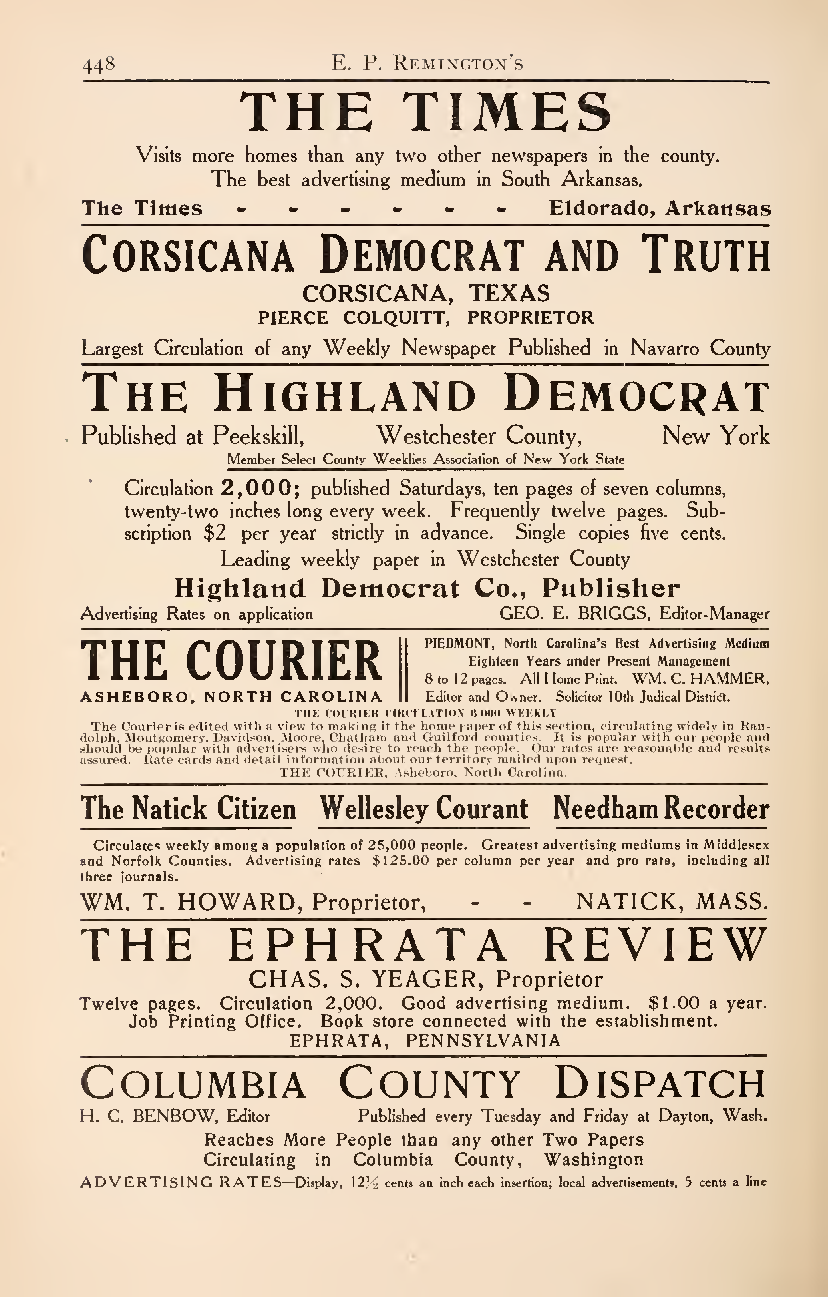 448 E. P. REMINGTON'S
THE TIMES
Visits more homes than any two other newspapers in the county.
The best advertising medium in South Arkansas.
The Times - - - - - - Eldorado, Arkansas
CORSICANA DEMOCRAT AND TRUTH
CORSICANA, TEXAS
PIERCE COLQUITT, PROPRIETOR
Largest Circulation of any Weekly Newspaper Published in Navarro County
THE HIGHLAND DEMOCRAT
Published at Peekskill, Westchester County, New York
Member Select County Weeklies Association of New York State
Circulation 2,000; published Saturdays, ten pages of seven columns,
twenty-two inches long every week. Frequently twelve pages. Sub-
scription $2 per year strictly in advance. Single copies five cents.
Leading weekly paper in Westchester County
Highland Democrat Co., Publisher
Advertising Rates on application GEO. E. BRIGGS, Editor-Manager
THE COURIER
ASHEBORO, NORTH CAROLINA
PIEDMONT, North Carolina's Best Advertising Medium
Eighteen Years under Present Management
8 to 12 pages. All Home Print. WM. C. HAMMER,
Editor and Owner. Solicitor 10th Judical District.
THE COURIER CIRCULATION WEEKLY
The Courier is edited with a view to making it the home paper of this section, circulating widely in Ran-
dolph, Montgomery, Davidson, Moore, Chatham and Guilford counties. It is popular with our people and
should be popular with advertisers who desire to reach the people. Our rates are reasonable and results
assured. Rate cards and detail information about our territory mailed upon request.
THE COURIER, Asheboro, North Carolina.
The Natick Citizen Wellesley Courant Needham Recorder
Circulates weekly among a population of 25,000 people. Greatest advertising mediums in Middlesex
and Norfolk Counties. Advertising rates $125.00 per column per year and pro rata, including all
three journals.
WM. T. HOWARD, Proprietor, - - NATICK, MASS.
THE EPHRATA REVIEW
CHAS. S. YEAGER, Proprietor
Twelve pages. Circulation 2,000. Good advertising medium. $1.00 a year.
Job Printing Office. Book store connected with the establishment.
EPHRATA, PENNSYLVANIA
COLUMBIA COUNTY DISPATCH
H. C. BENBOW, Editor Published every Tuesday and Friday at Dayton, Wash.
Reaches More People than any other Two Papers
Circulating in Columbia County, Washington
ADVERTISING RATES—Display, 12½ cents an inch each insertion; local advertisements, 5 cents a line